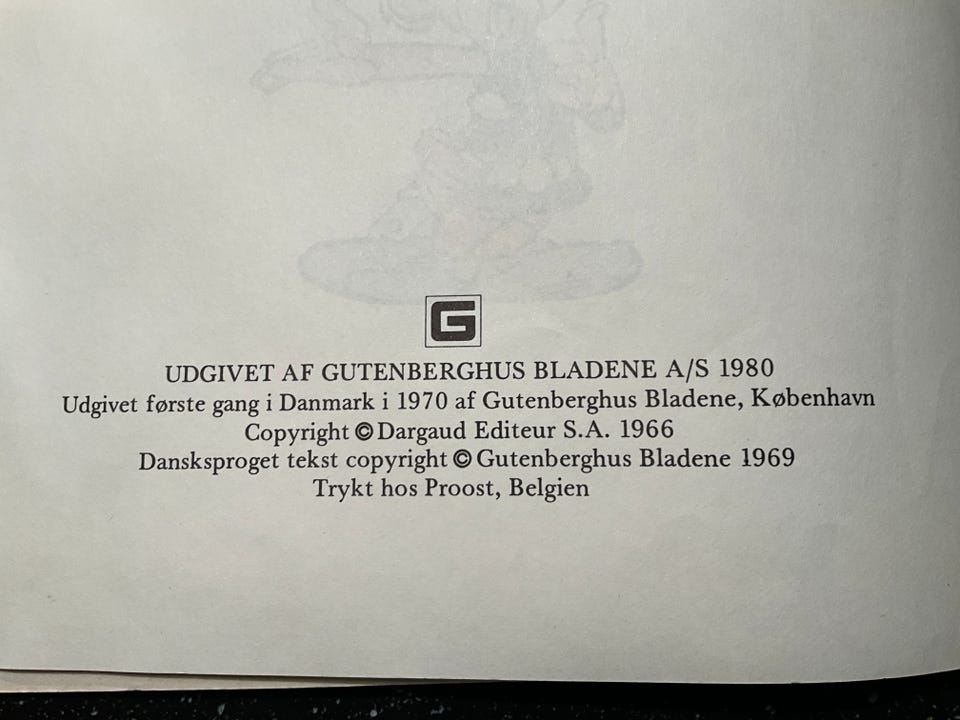 G
UDGIVET AF GUTENBERGHUS BLADENE A/S 1980
Udgivet første gang i Danmark i 1970 af Gutenberghus Bladene, København
Copyright © Dargaud Editeur S.A. 1966
Dansksproget tekst copyright © Gutenberghus Bladene 1969
Trykt hos Proost, Belgien